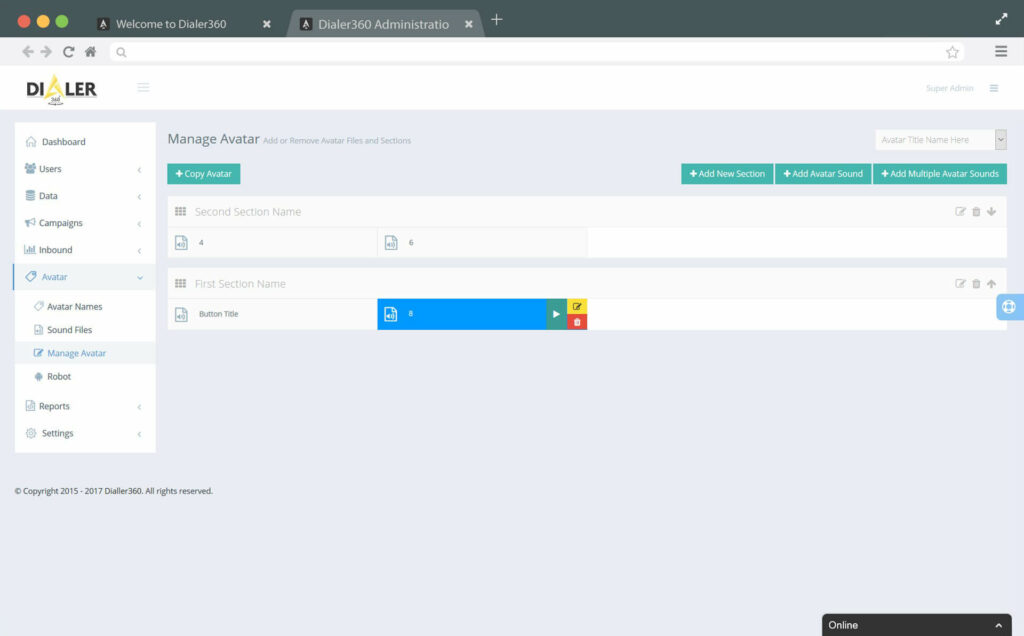 Welcome to Dialer360
Dialer360 Administratio
DIALER
360
Super Admin
Dashboard
Users
Data
Campaigns
Inbound
Avatar
Avatar Names
Sound Files
Manage Avatar
Robot
Reports
Settings
Manage Avatar Add or Remove Avatar Files and Sections
Avatar Title Name Here
Copy Avatar
Add New Section
Add Avatar Sound
Add Multiple Avatar Sounds
Second Section Name
4
6
First Section Name
Button Title
8
© Copyright 2015 - 2017 Dialler360. All rights reserved.
Online